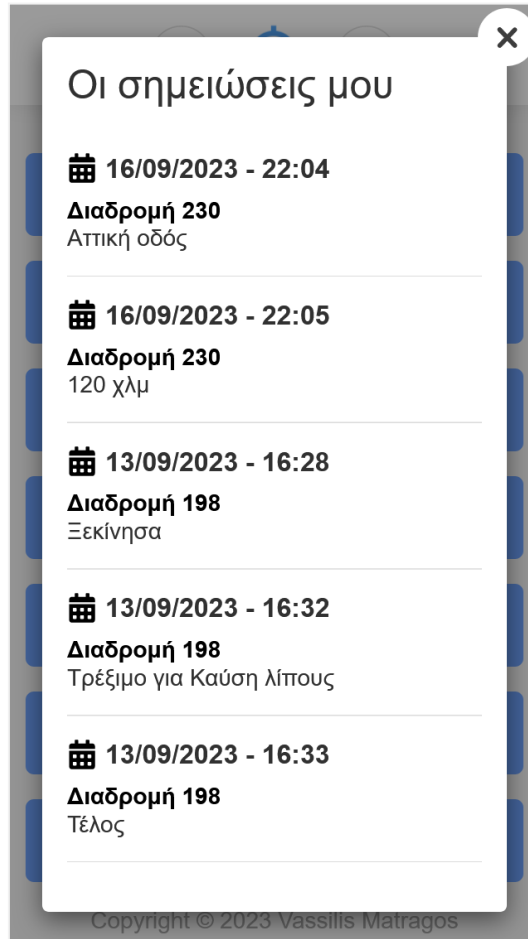 Οι σημειώσεις μου
16/09/2023 - 22:04
Διαδρομή 230
Αττική οδός
16/09/2023 - 22:05
Διαδρομή 230
120 χλμ
13/09/2023 - 16:28
Διαδρομή 198
Ξεκίνησα
13/09/2023 - 16:32
Διαδρομή 198
Τρέξιμο για Καύση λίπους
13/09/2023 - 16:33
Διαδρομή 198
Τέλος
Copyright © 2023 Vassilis Matragos